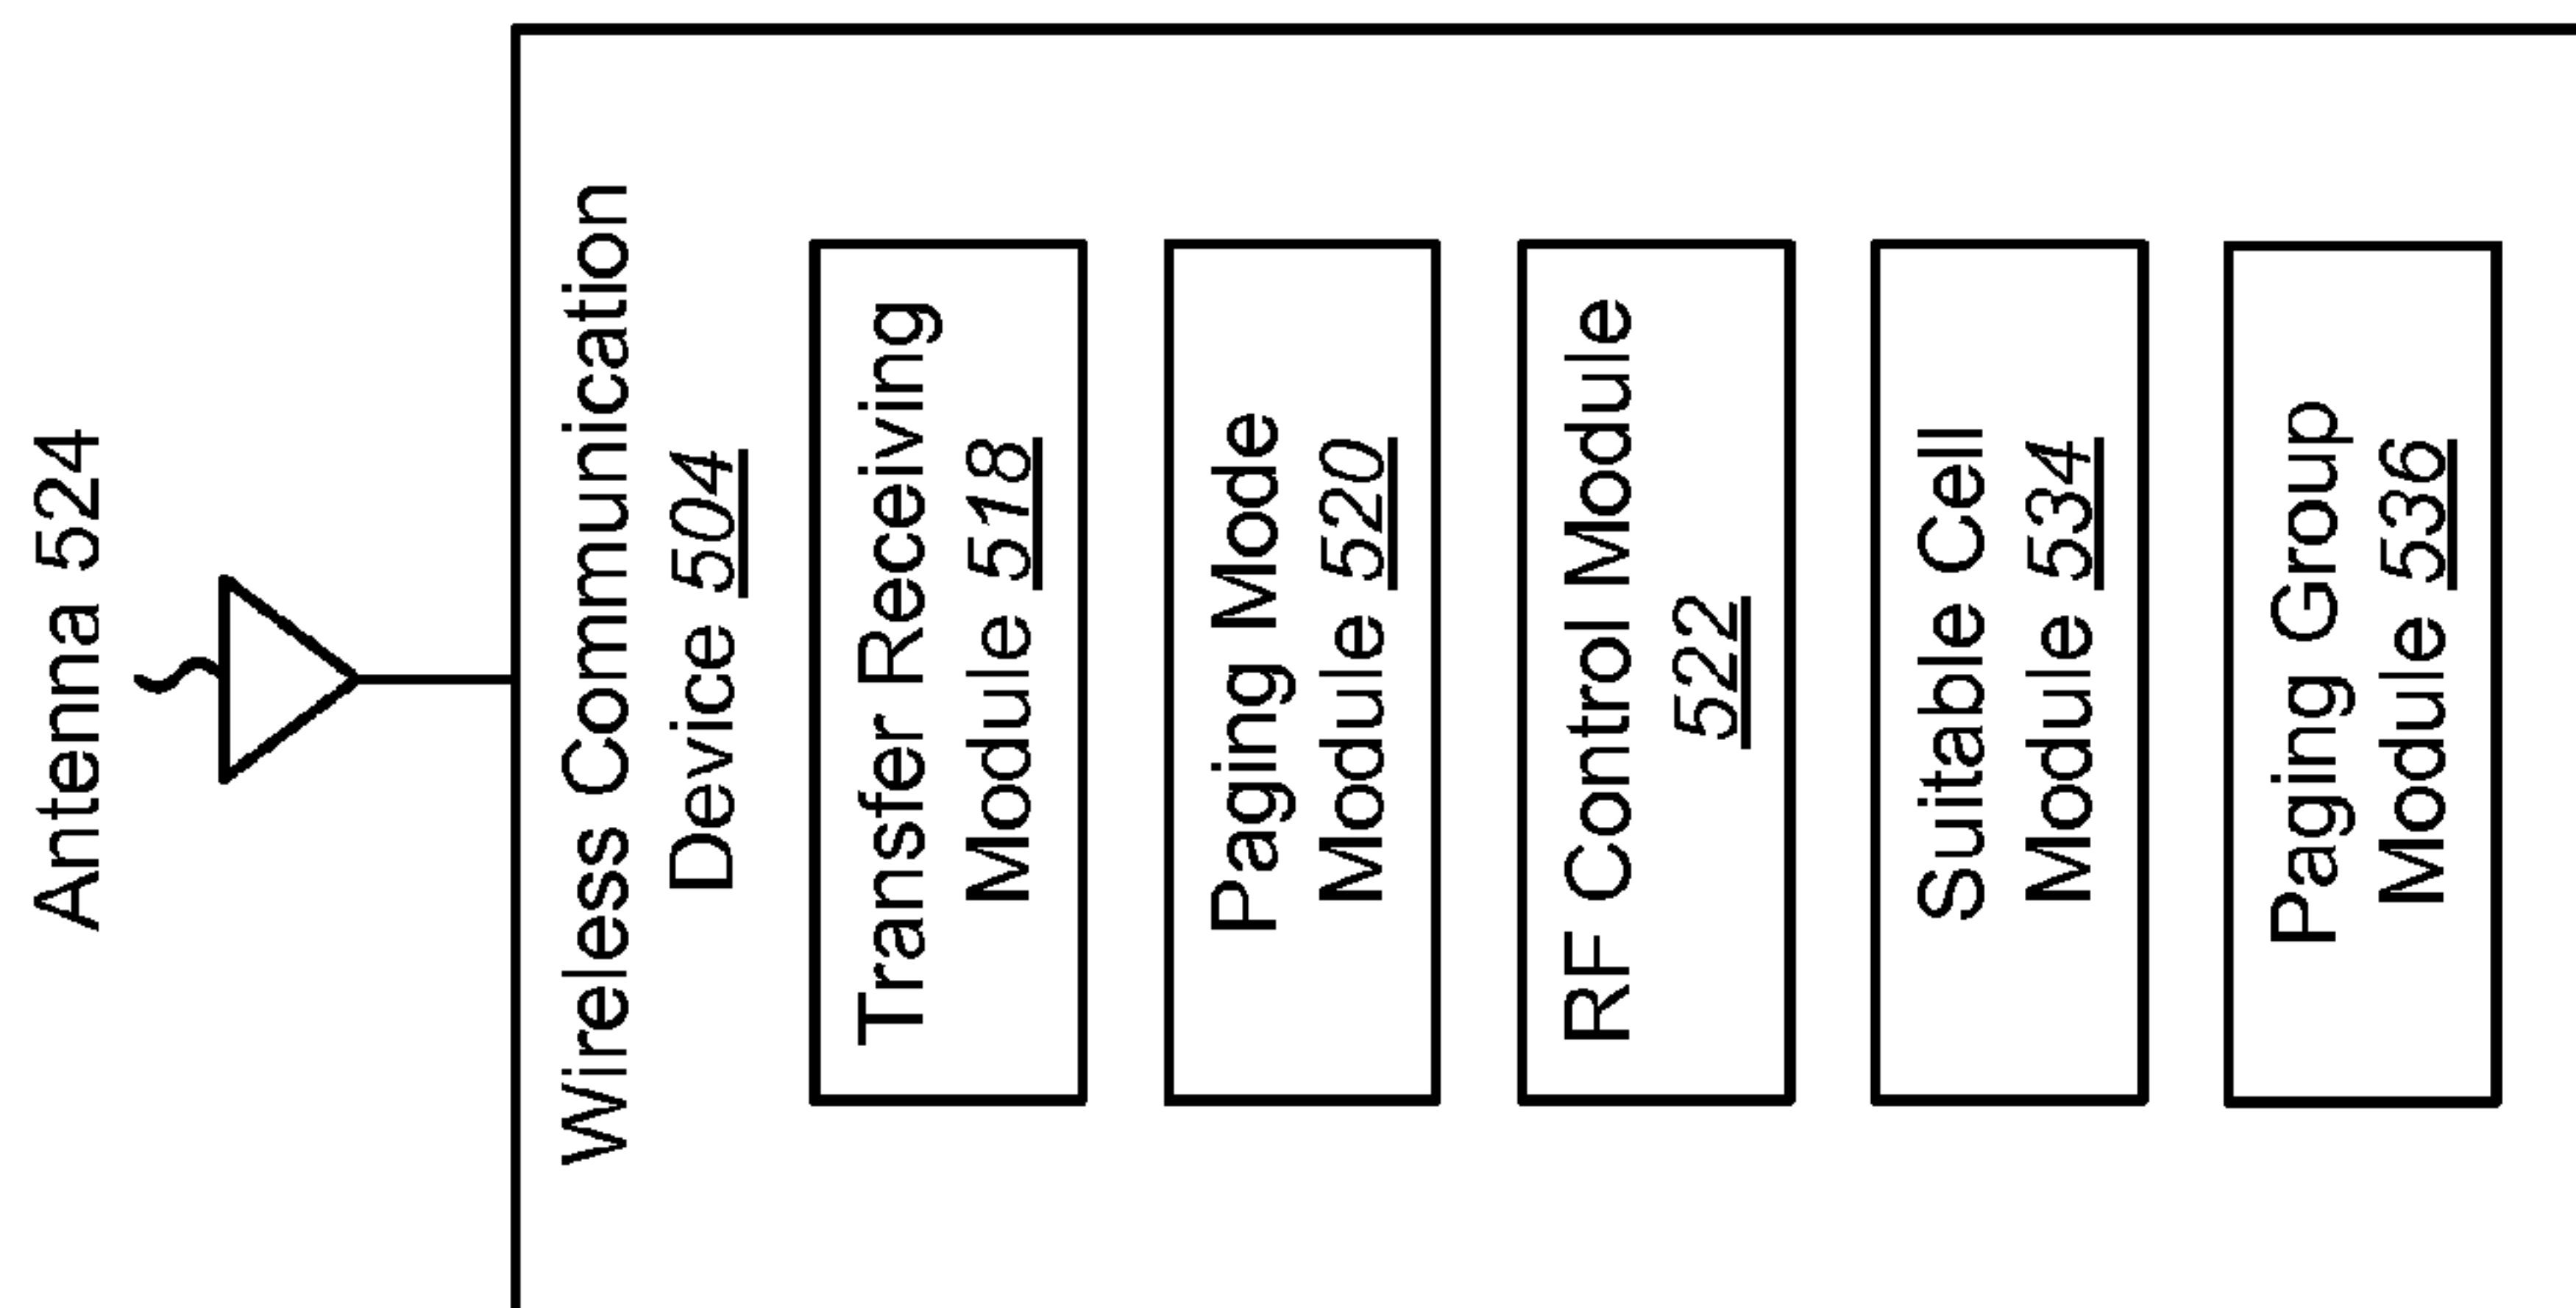 Antenna 524
Wireless Communication
Device 504
Transfer Receiving
Module 518
Paging Mode
Module 520
RF Control Module
522
Suitable Cell
Module 534
Paging Group
Module 536